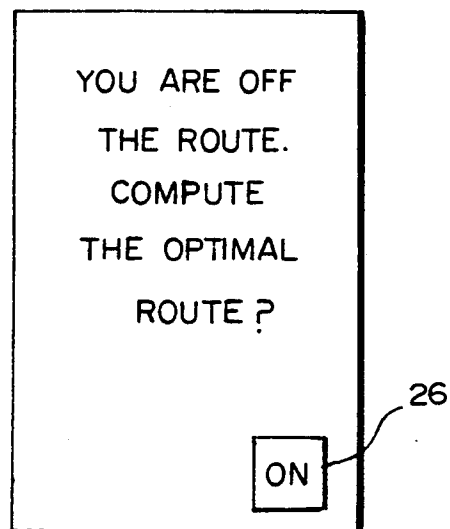 YOU ARE OFF
THE ROUTE.
COMPUTE
THE OPTIMAL
ROUTE?
26
ON